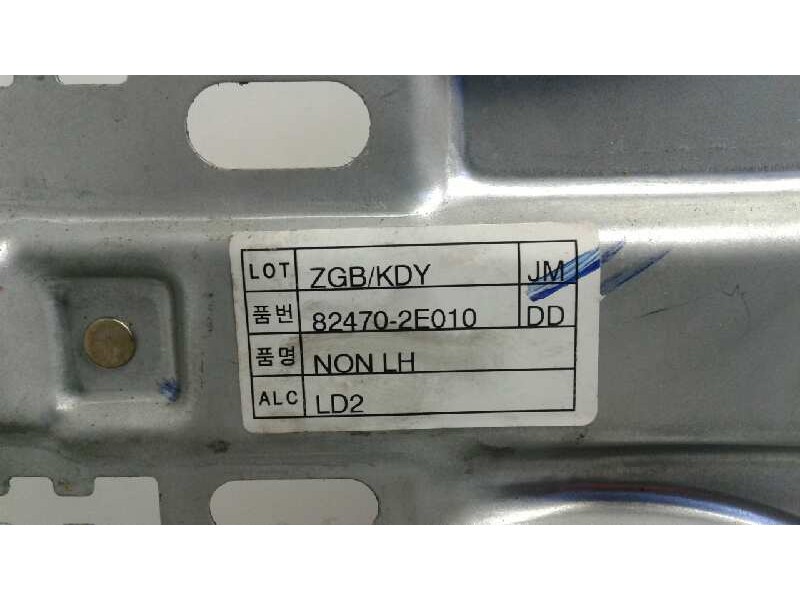 LOT ZGB/KDY JM
품번 82470-2E010 DD
품명 NON LH
ALC LD2